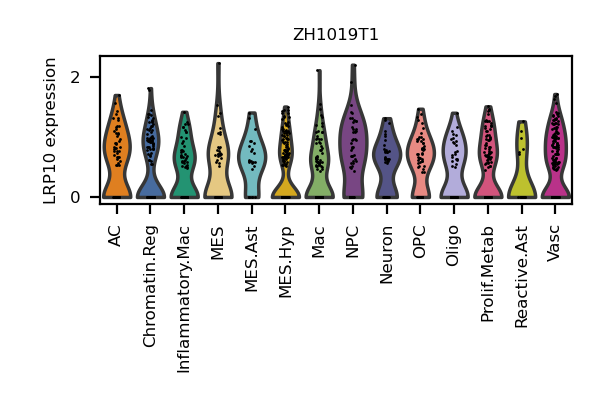 ZH1019T1
LRP10 expression
2
0
AC
Chromatin.Reg
Inflammatory.Mac
MES
MES.Ast
MES.Hyp
Mac
NPC
Neuron
OPC
Oligo
Prolif.Metab
Reactive.Ast
Vasc